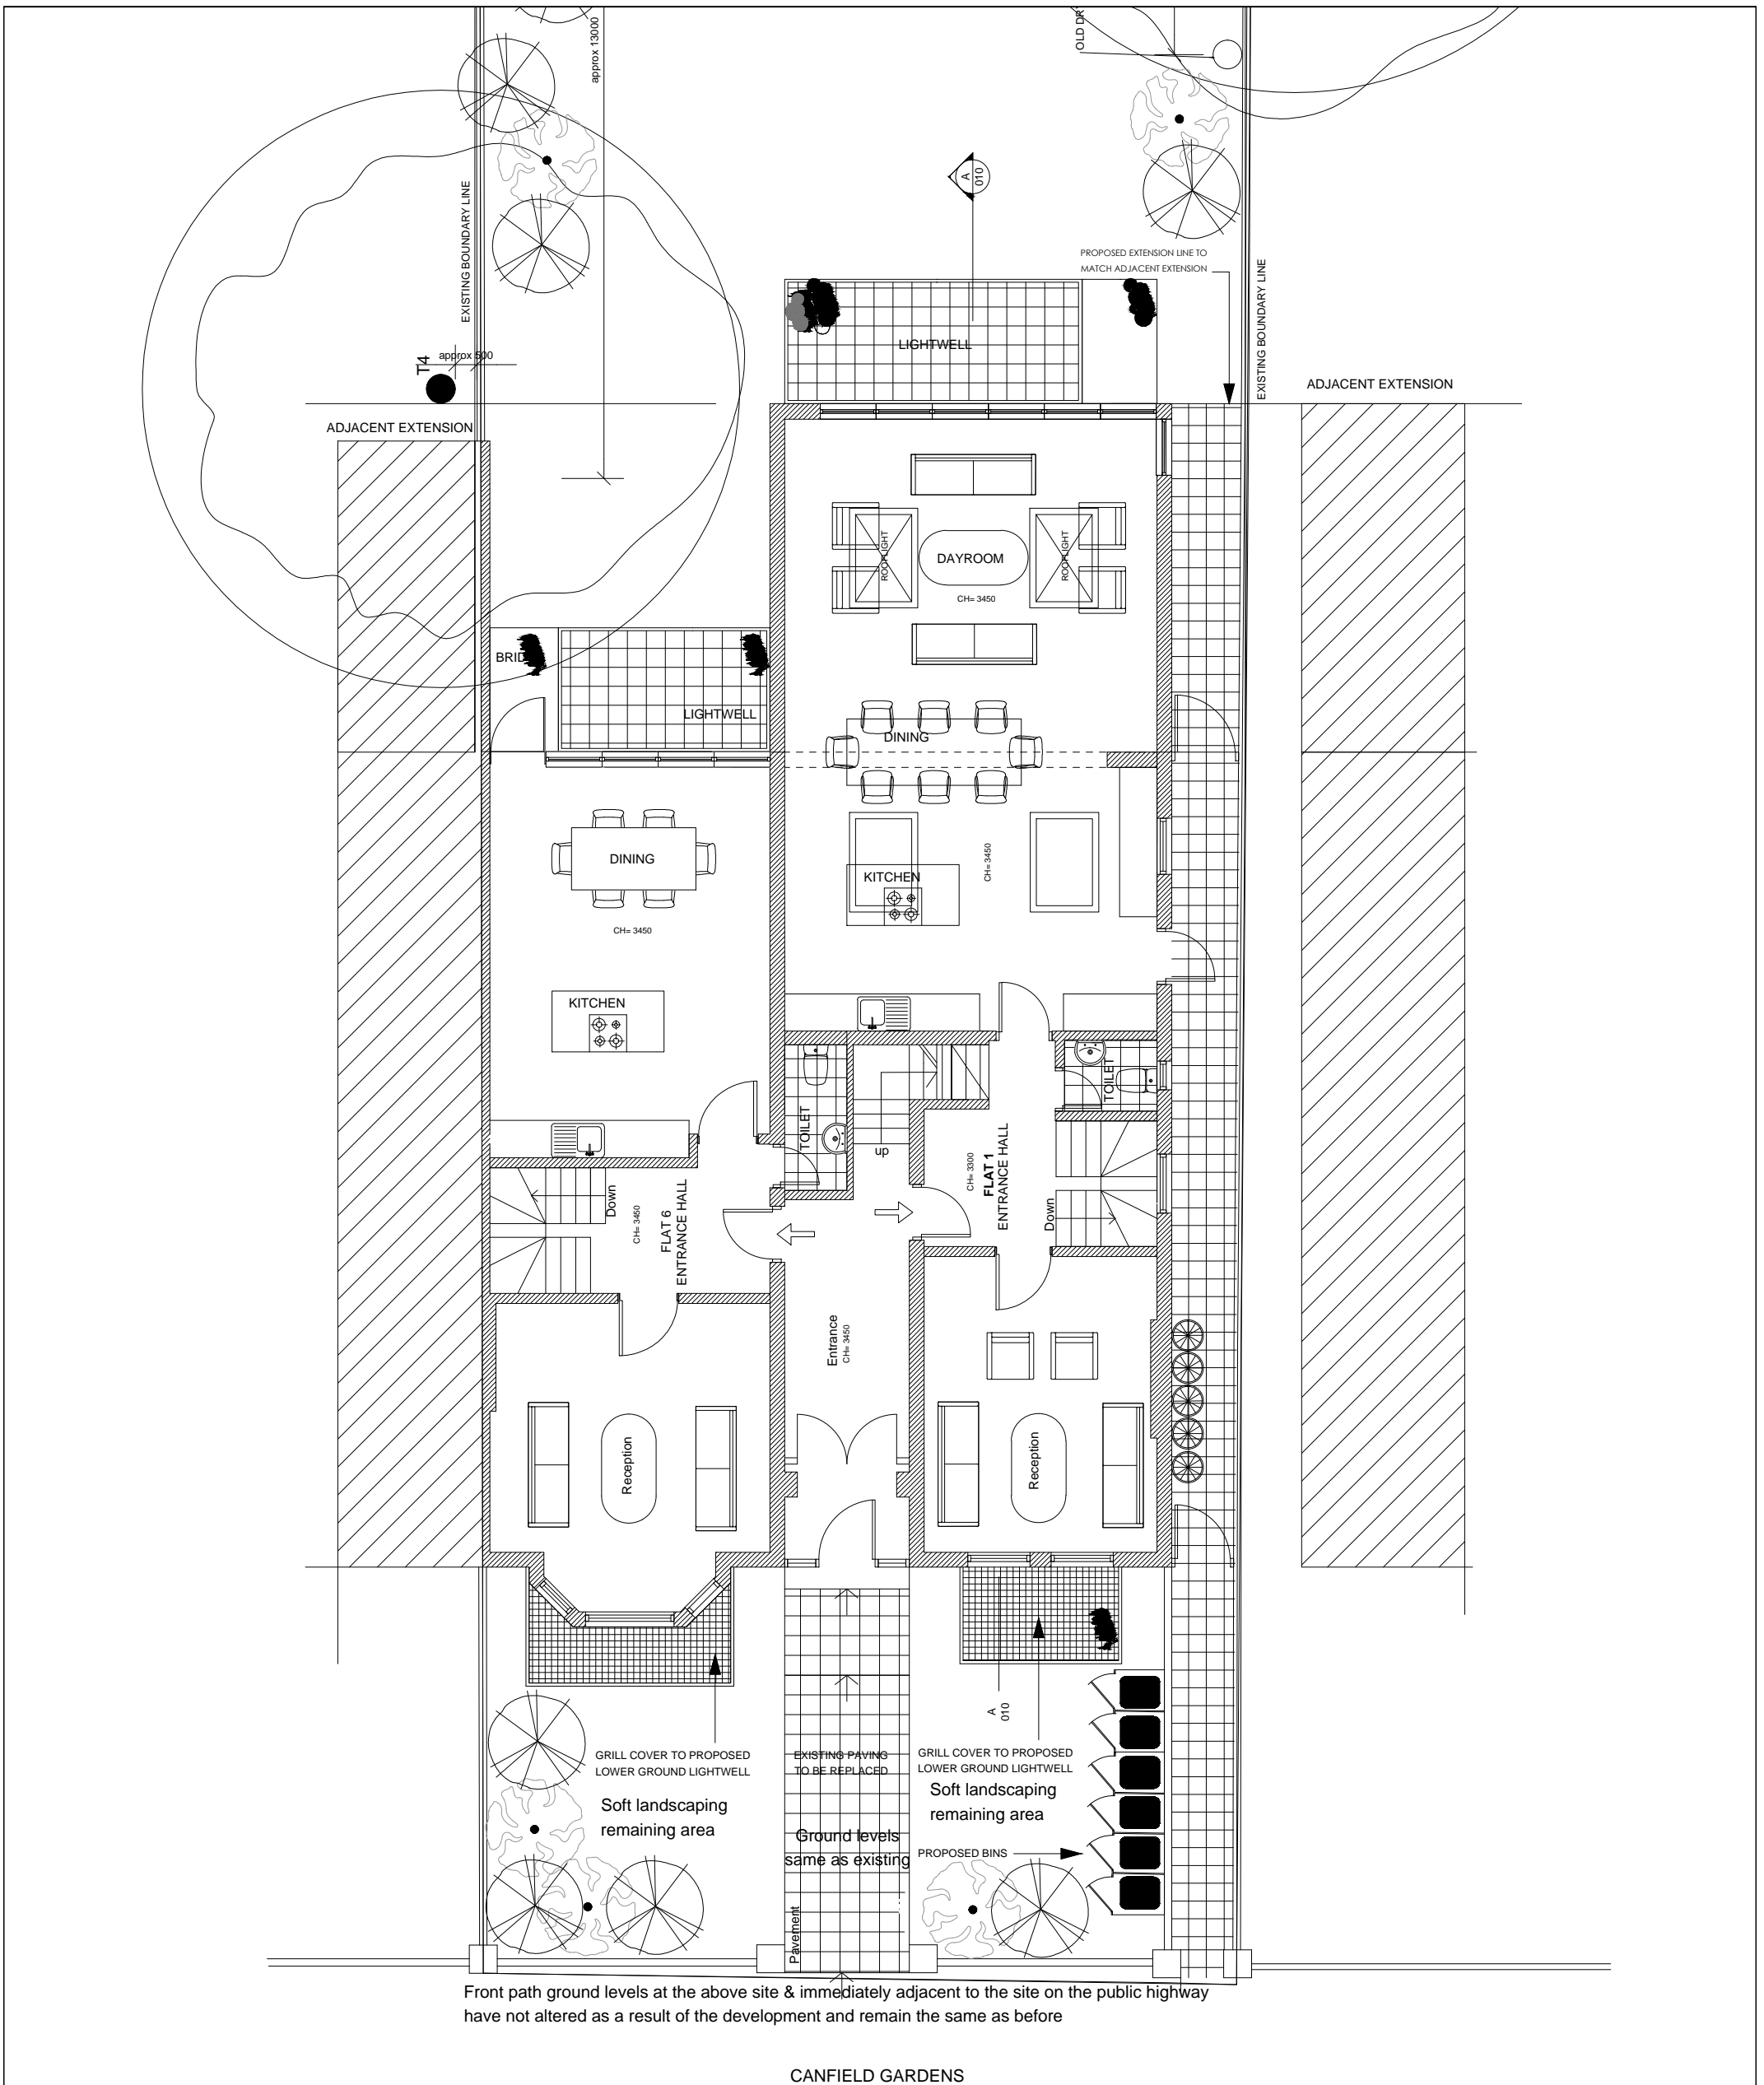 approx 13000
OLD DR
EXISTING BOUNDARY LINE
A
010
PROPOSED EXTENSION LINE TO
MATCH ADJACENT EXTENSION
EXISTING BOUNDARY LINE
T4
approx 500
LIGHTWELL
ADJACENT EXTENSION
ADJACENT EXTENSION
ROOFLIGHT
DAYROOM
CH= 3450
ROOFLIGHT
BRID
LIGHTWELL
DINING
DINING
CH= 3450
KITCHEN
CH= 3450
KITCHEN
TOILET
up
TOILET
CH= 3300
FLAT 1
ENTRANCE HALL
Down
Down
CH= 3450
FLAT 6
ENTRANCE HALL
Entrance
CH= 3450
Reception
Reception
A
010
GRILL COVER TO PROPOSED
LOWER GROUND LIGHTWELL
EXISTING PAVING
TO BE REPLACED
GRILL COVER TO PROPOSED
LOWER GROUND LIGHTWELL
Soft landscaping
remaining area
Soft landscaping
remaining area
Ground levels
same as existing
PROPOSED BINS
Pavement
Front path ground levels at the above site & immediately adjacent to the site on the public highway
have not altered as a result of the development and remain the same as before
CANFIELD GARDENS